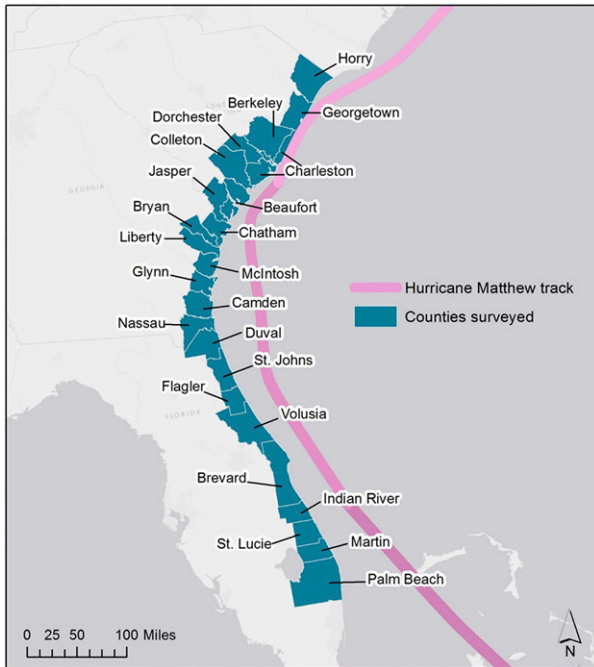 Horry
Berkeley
Georgetown
Dorchester
Colleton
Charleston
Jasper
Beaufort
GEORGIA
Bryan
Chatham
Liberty
McIntosh
Glynn
Hurricane Matthew track
Camden
Counties surveyed
Nassau
Duval
St. Johns
Flagler
FLORIDA
Volusia
Brevard
Indian River
St. Lucie
Martin
Palm Beach
0 25 50 100 Miles
N